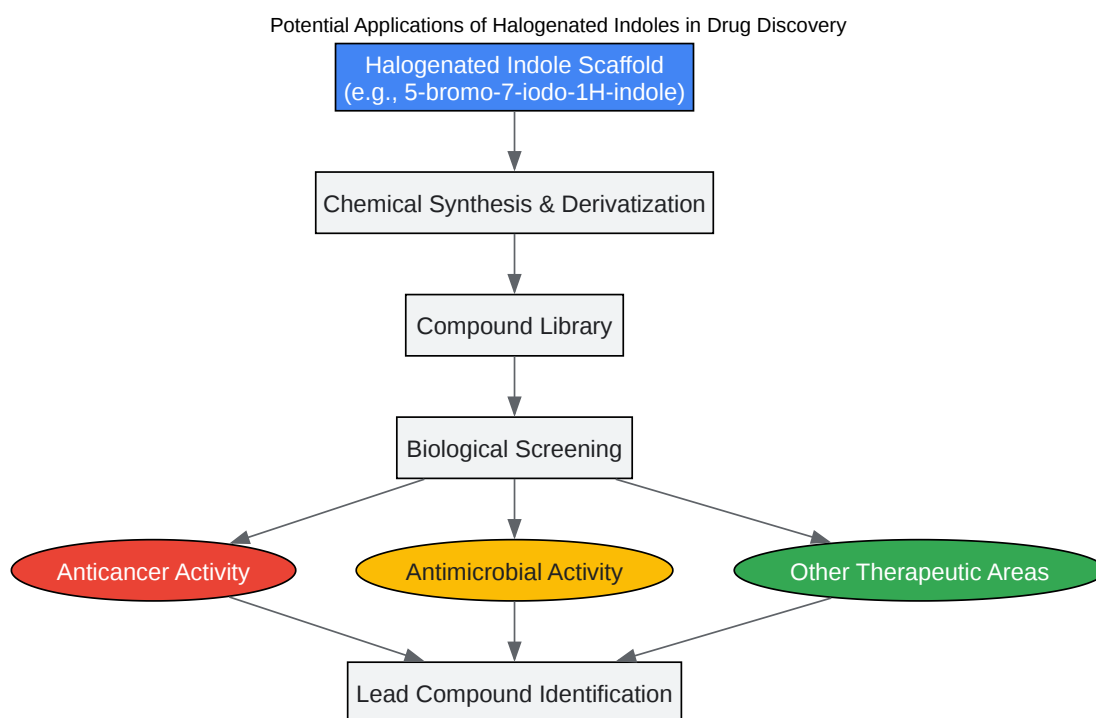 Potential Applications of Halogenated Indoles in Drug Discovery
Halogenated Indole Scaffold
(e.g., 5-bromo-7-iodo-1H-indole)
Chemical Synthesis & Derivatization
Compound Library
Biological Screening
Anticancer Activity
Antimicrobial Activity
Other Therapeutic Areas
Lead Compound Identification